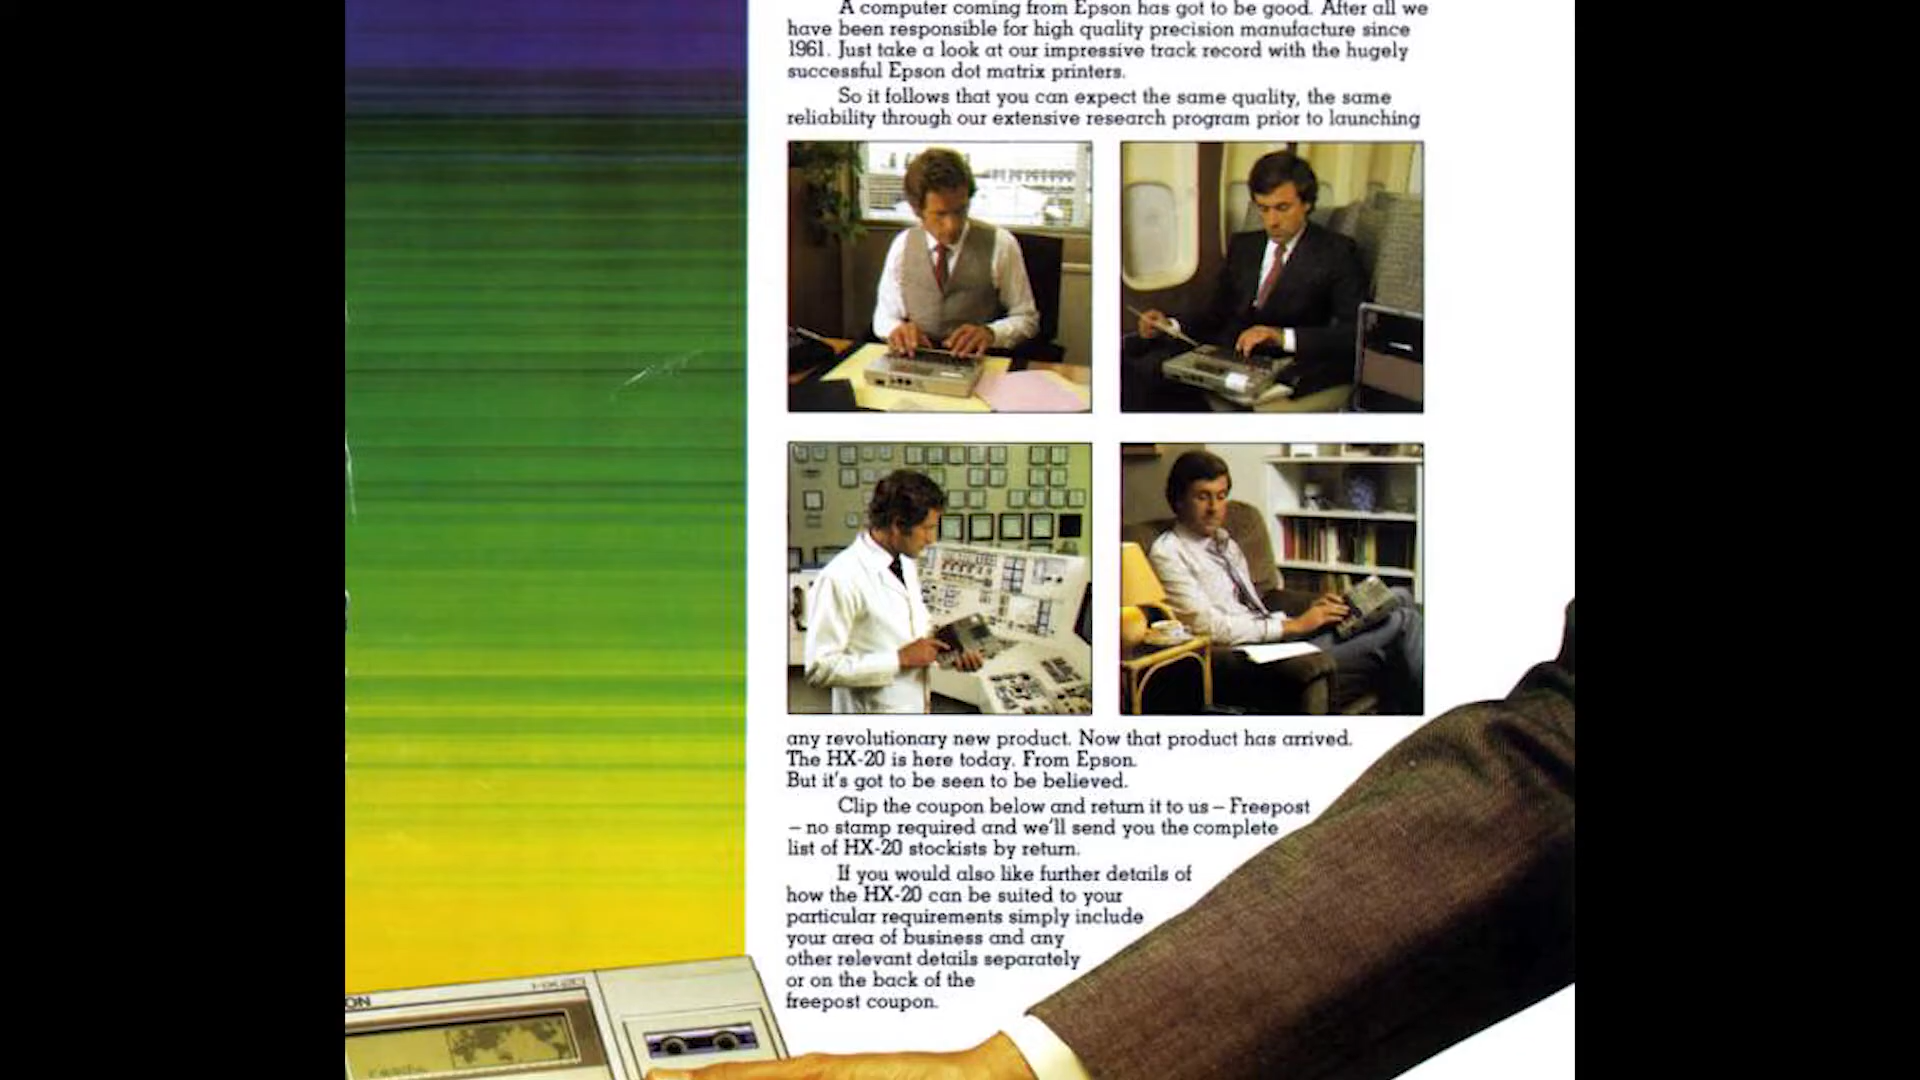 A computer coming from Epson has got to be good. After all we
have been responsible for high quality precision manufacture since
1961. Just take a look at our impressive track record with the hugely
successful Epson dot matrix printers.
So it follows that you can expect the same quality, the same
reliability through our extensive research program prior to launching
any revolutionary new product. Now that product has arrived.
The HX-20 is here today. From Epson.
But it's got to be seen to be believed.
Clip the coupon below and return it to us – Freepost
– no stamp required and we'll send you the complete
list of HX-20 stockists by return.
If you would also like further details of
how the HX-20 can be suited to your
particular requirements simply include
your area of business and any
other relevant details separately
or on the back of the
freepost coupon.
ON
HX-20